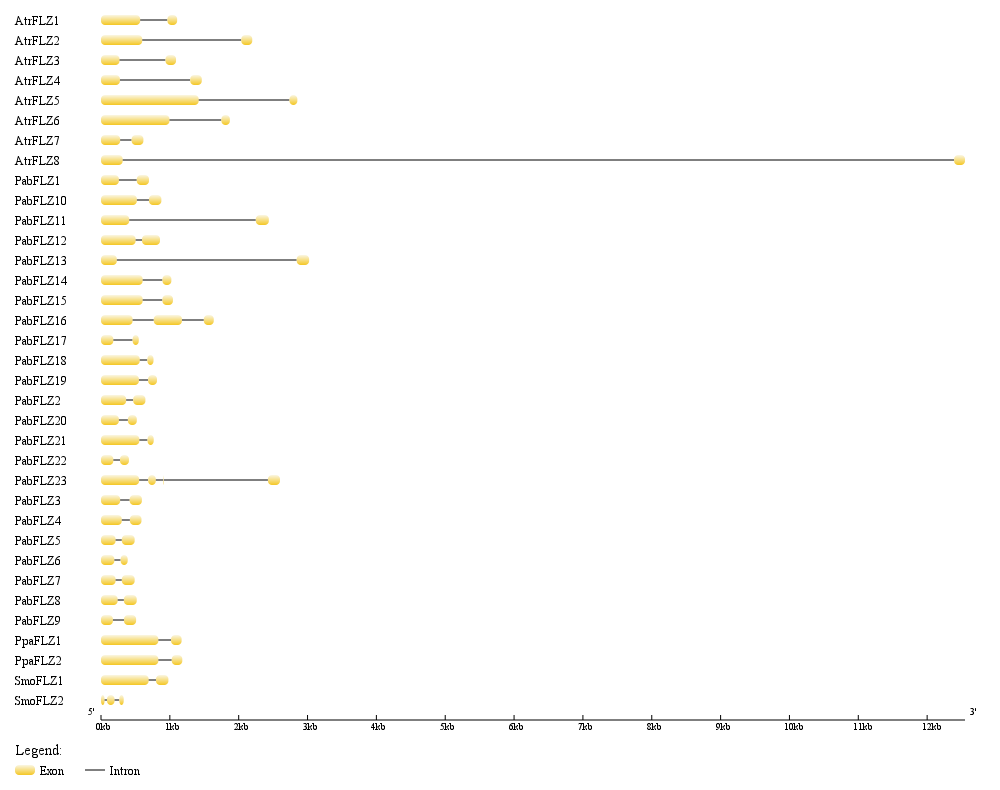 AtrFLZ1
AtrFLZ2
AtrFLZ3
AtrFLZ4
AtrFLZ5
AtrFLZ6
AtrFLZ7
AtrFLZ8
PabFLZ1
PabFLZ10
PabFLZ11
PabFLZ12
PabFLZ13
PabFLZ14
PabFLZ15
PabFLZ16
PabFLZ17
PabFLZ18
PabFLZ19
PabFLZ2
PabFLZ20
PabFLZ21
PabFLZ22
PabFLZ23
PabFLZ3
PabFLZ4
PabFLZ5
PabFLZ6
PabFLZ7
PabFLZ8
PabFLZ9
PpaFLZ1
PpaFLZ2
SmoFLZ1
SmoFLZ2
5' 3'
0kb 1kb 2kb 3kb 4kb 5kb 6kb 7kb 8kb 9kb 10kb 11kb 12kb
Legend:
Exon Intron